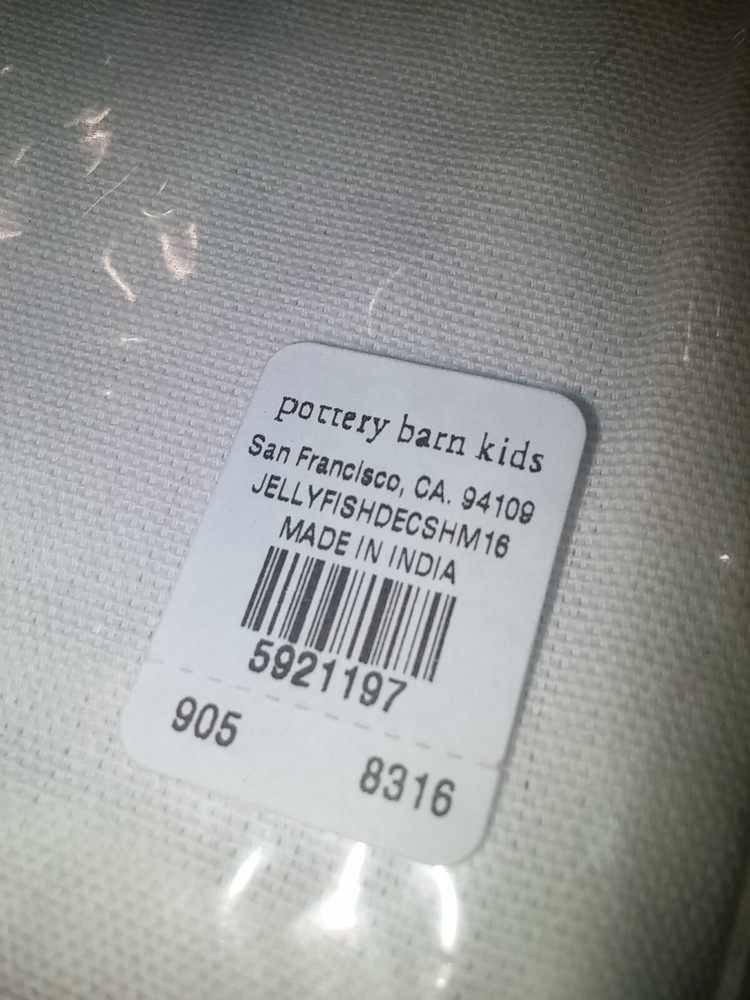 pottery barn kids
San Francisco, CA. 94109
JELLYFISHDECSHM16
MADE IN INDIA
5921197
905
8316